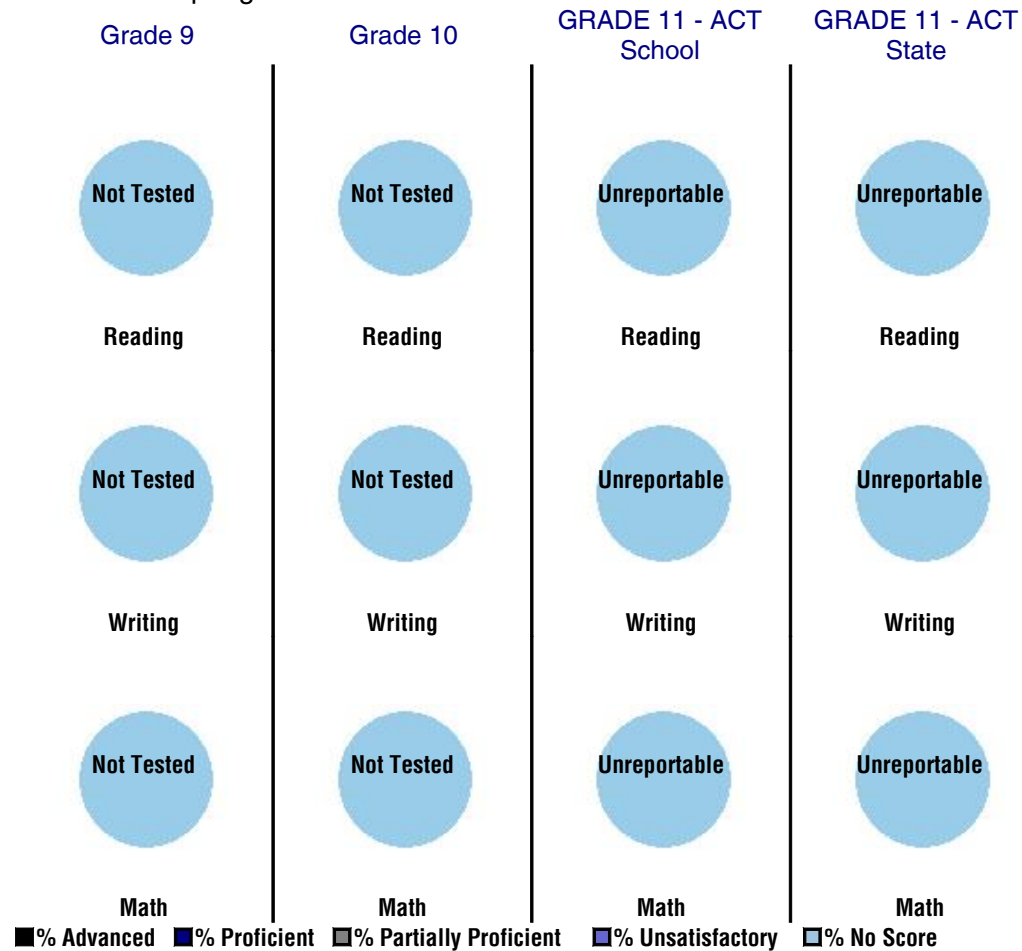 Grade 9 Grade 10 GRADE 11 - ACT School GRADE 11 - ACT State
Not Tested Not Tested Unreportable Unreportable
Reading Reading Reading Reading
Not Tested Not Tested Unreportable Unreportable
Writing Writing Writing Writing
Not Tested Not Tested Unreportable Unreportable
Math Math Math Math
% Advanced % Proficient % Partially Proficient % Unsatisfactory % No Score